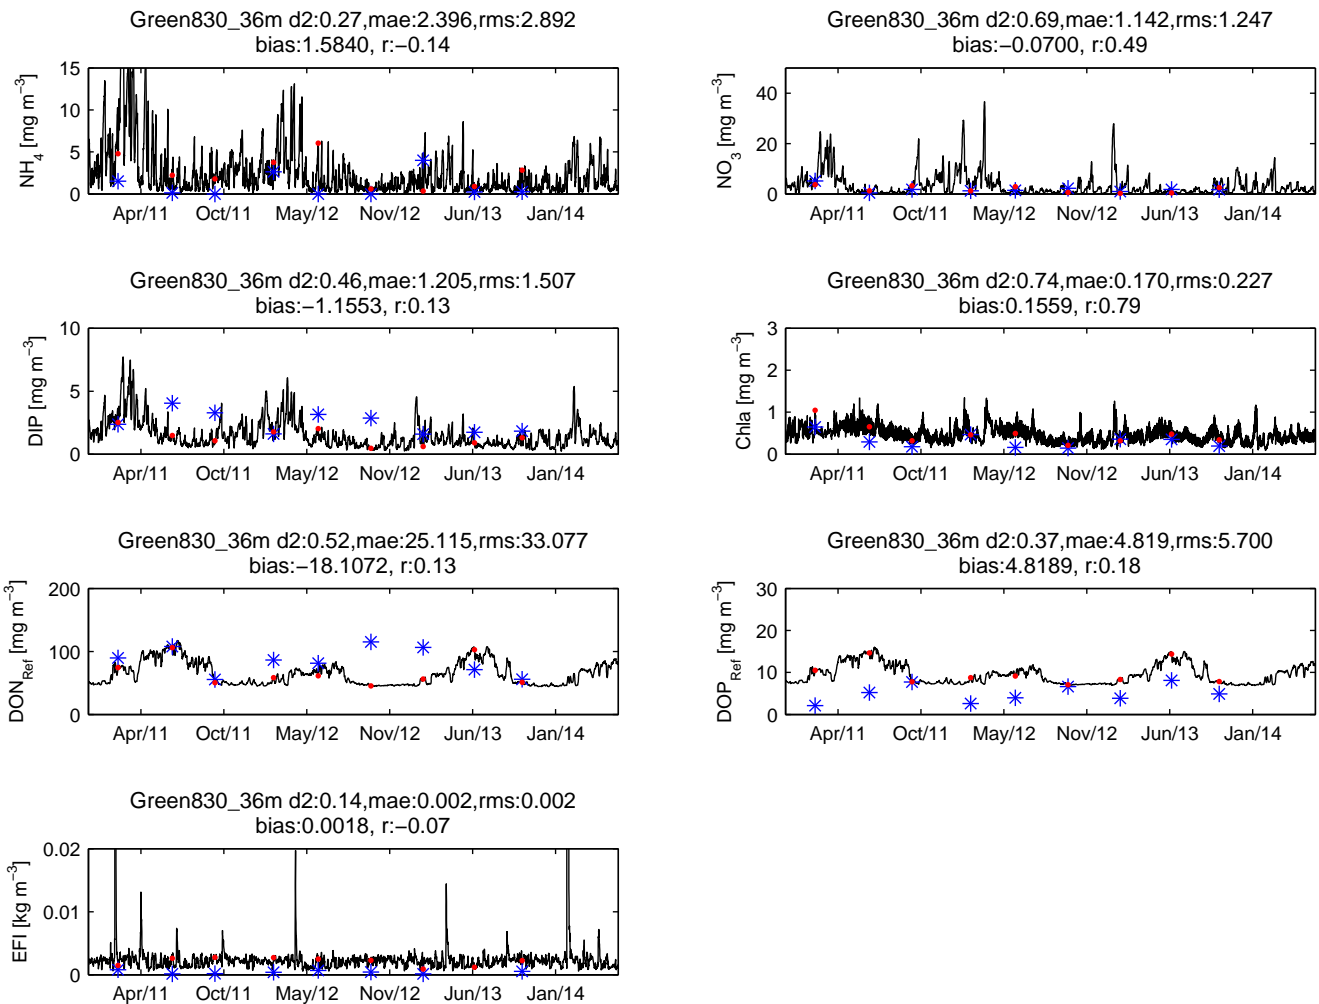 Green830_36m d2:0.27,mae:2.396,rms:2.892
bias:1.5840, r:−0.14
NH4 [mg m−3]
15
10
5
0
Apr/11 Oct/11 May/12 Nov/12 Jun/13 Jan/14
Green830_36m d2:0.69,mae:1.142,rms:1.247
bias:−0.0700, r:0.49
NO3 [mg m−3]
40
20
0
Apr/11 Oct/11 May/12 Nov/12 Jun/13 Jan/14
Green830_36m d2:0.46,mae:1.205,rms:1.507
bias:−1.1553, r:0.13
DIP [mg m−3]
10
5
0
Apr/11 Oct/11 May/12 Nov/12 Jun/13 Jan/14
Green830_36m d2:0.74,mae:0.170,rms:0.227
bias:0.1559, r:0.79
Chla [mg m−3]
3
2
1
0
Apr/11 Oct/11 May/12 Nov/12 Jun/13 Jan/14
Green830_36m d2:0.52,mae:25.115,rms:33.077
bias:−18.1072, r:0.13
DONRef [mg m−3]
200
100
0
Apr/11 Oct/11 May/12 Nov/12 Jun/13 Jan/14
Green830_36m d2:0.37,mae:4.819,rms:5.700
bias:4.8189, r:0.18
DOPRef [mg m−3]
30
20
10
0
Apr/11 Oct/11 May/12 Nov/12 Jun/13 Jan/14
Green830_36m d2:0.14,mae:0.002,rms:0.002
bias:0.0018, r:−0.07
EFI [kg m−3]
0.02
0.01
0
Apr/11 Oct/11 May/12 Nov/12 Jun/13 Jan/14